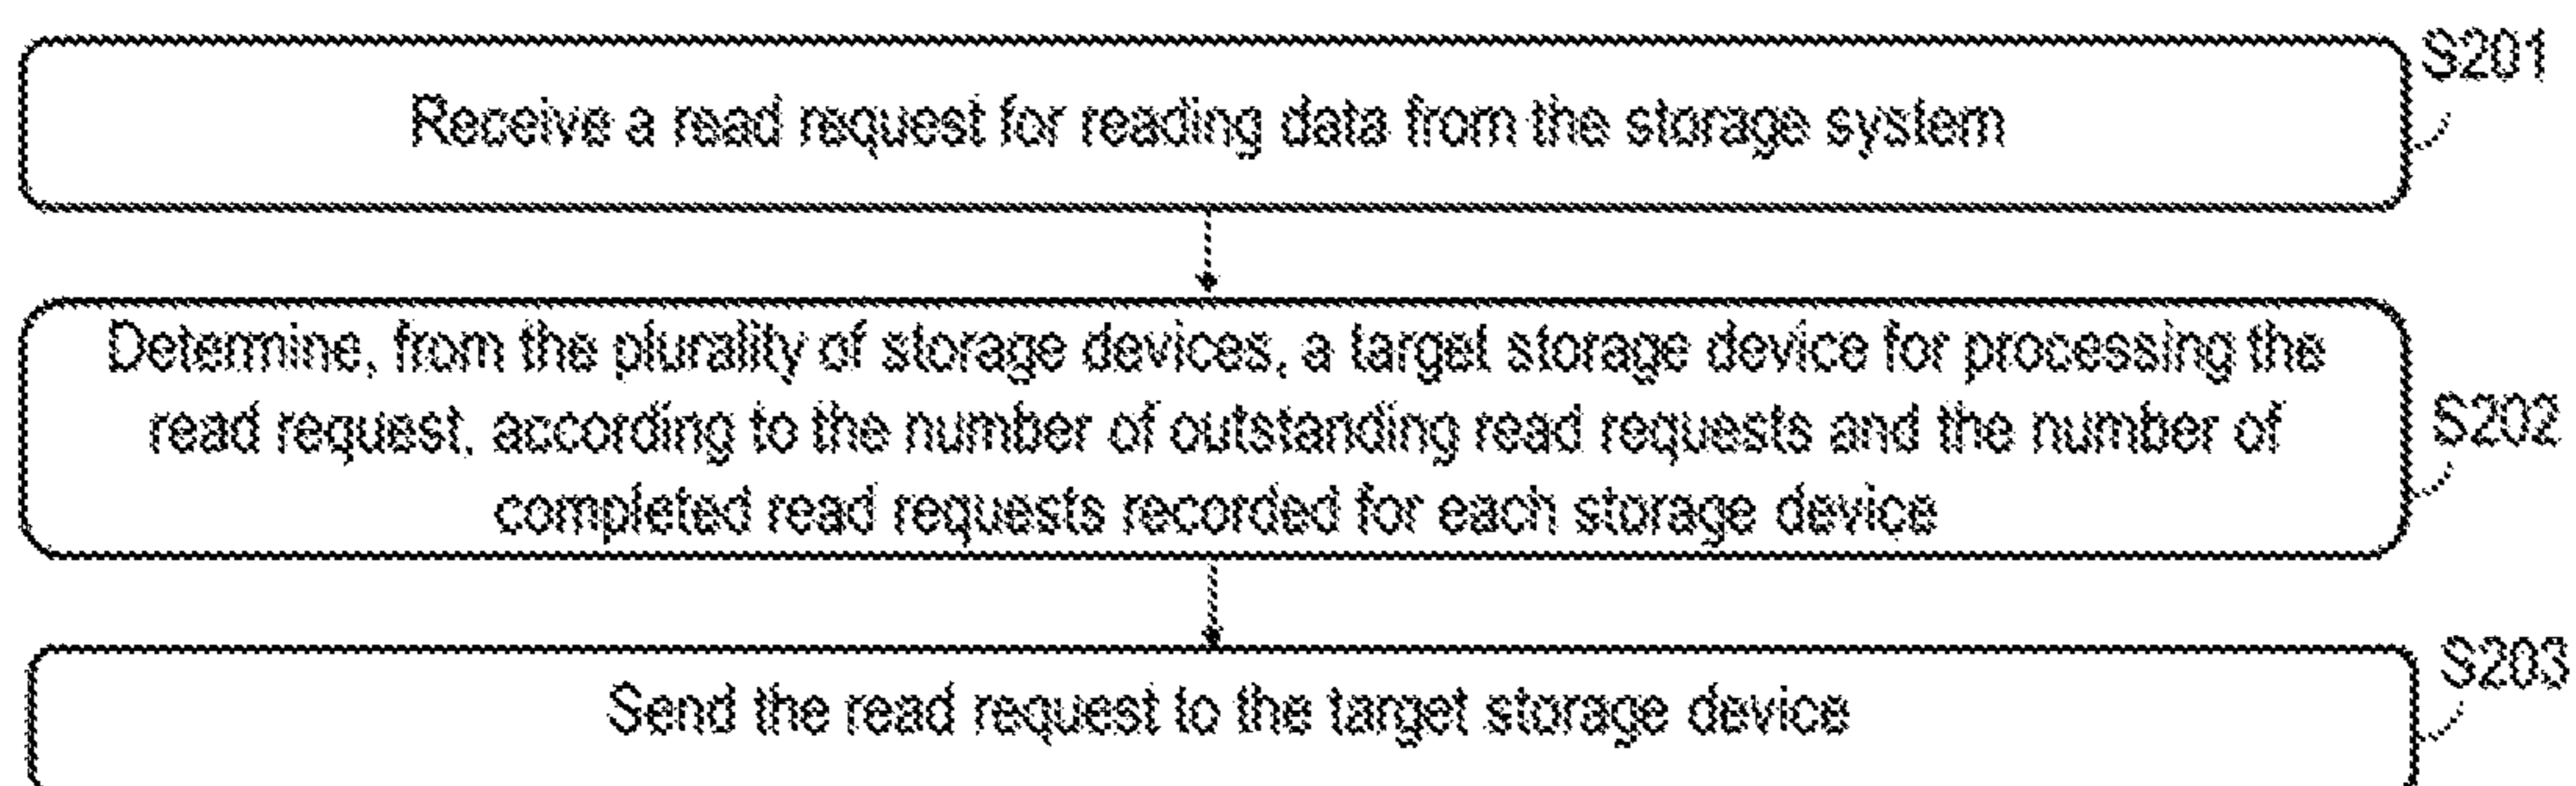 S201
Receive a read request for reading data from the storage system
Determine, from the plurality of storage devices, a target storage device for processing the
read request, according to the number of outstanding read requests and the number of
completed read requests recorded for each storage device
S202
Send the read request to the target storage device
S203